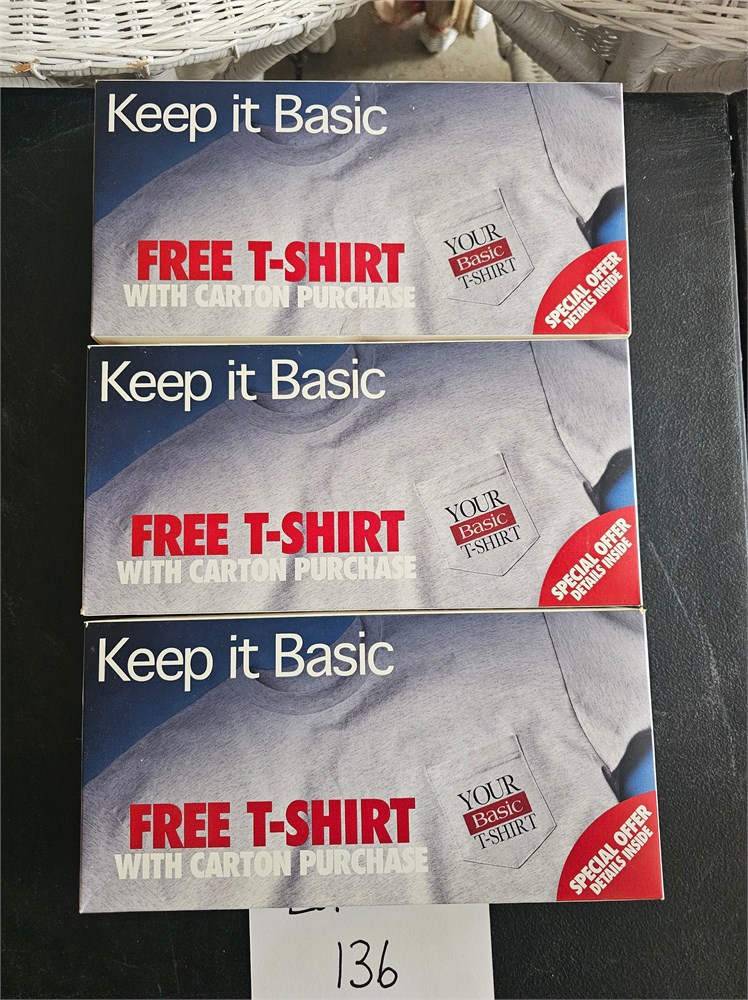 Keep it Basic
FREE T-SHIRT
WITH CARTON PURCHASE
YOUR
Basic
T-SHIRT
SPECIAL OFFER
DETAILS INSIDE
Keep it Basic
FREE T-SHIRT
WITH CARTON PURCHASE
YOUR
Basic
T-SHIRT
SPECIAL OFFER
DETAILS INSIDE
Keep it Basic
FREE T-SHIRT
WITH CARTON PURCHASE
YOUR
Basic
T-SHIRT
SPECIAL OFFER
DETAILS INSIDE
136